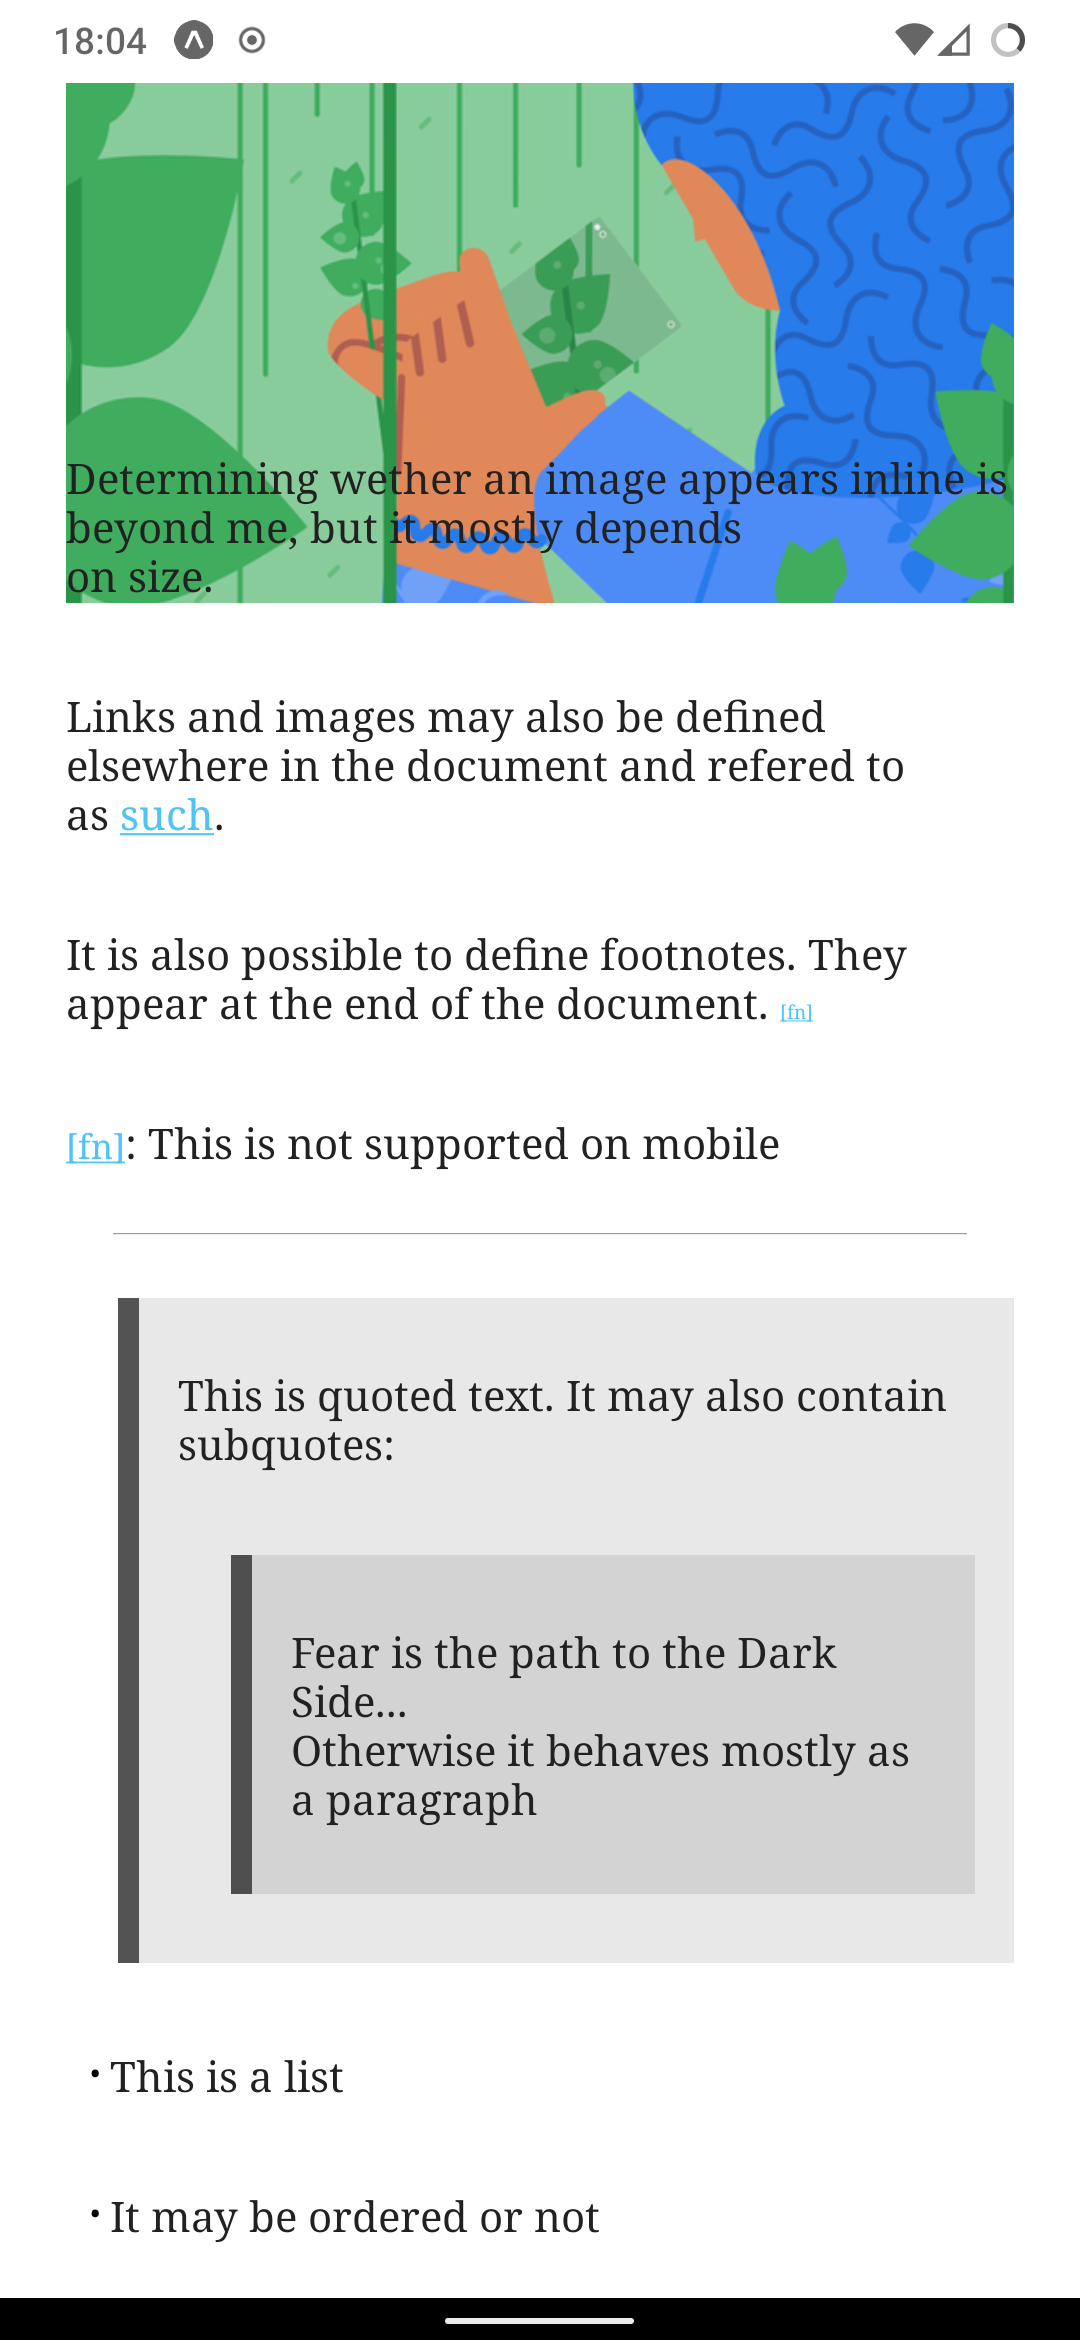 18:04
Determining wether an image appears inline is
beyond me, but it mostly depends
on size.
Links and images may also be defined
elsewhere in the document and refered to
as such.
It is also possible to define footnotes. They
appear at the end of the document. [fn]
[fn]: This is not supported on mobile
This is quoted text. It may also contain
subquotes:
Fear is the path to the Dark
Side...
Otherwise it behaves mostly as
a paragraph
• This is a list
• It may be ordered or not